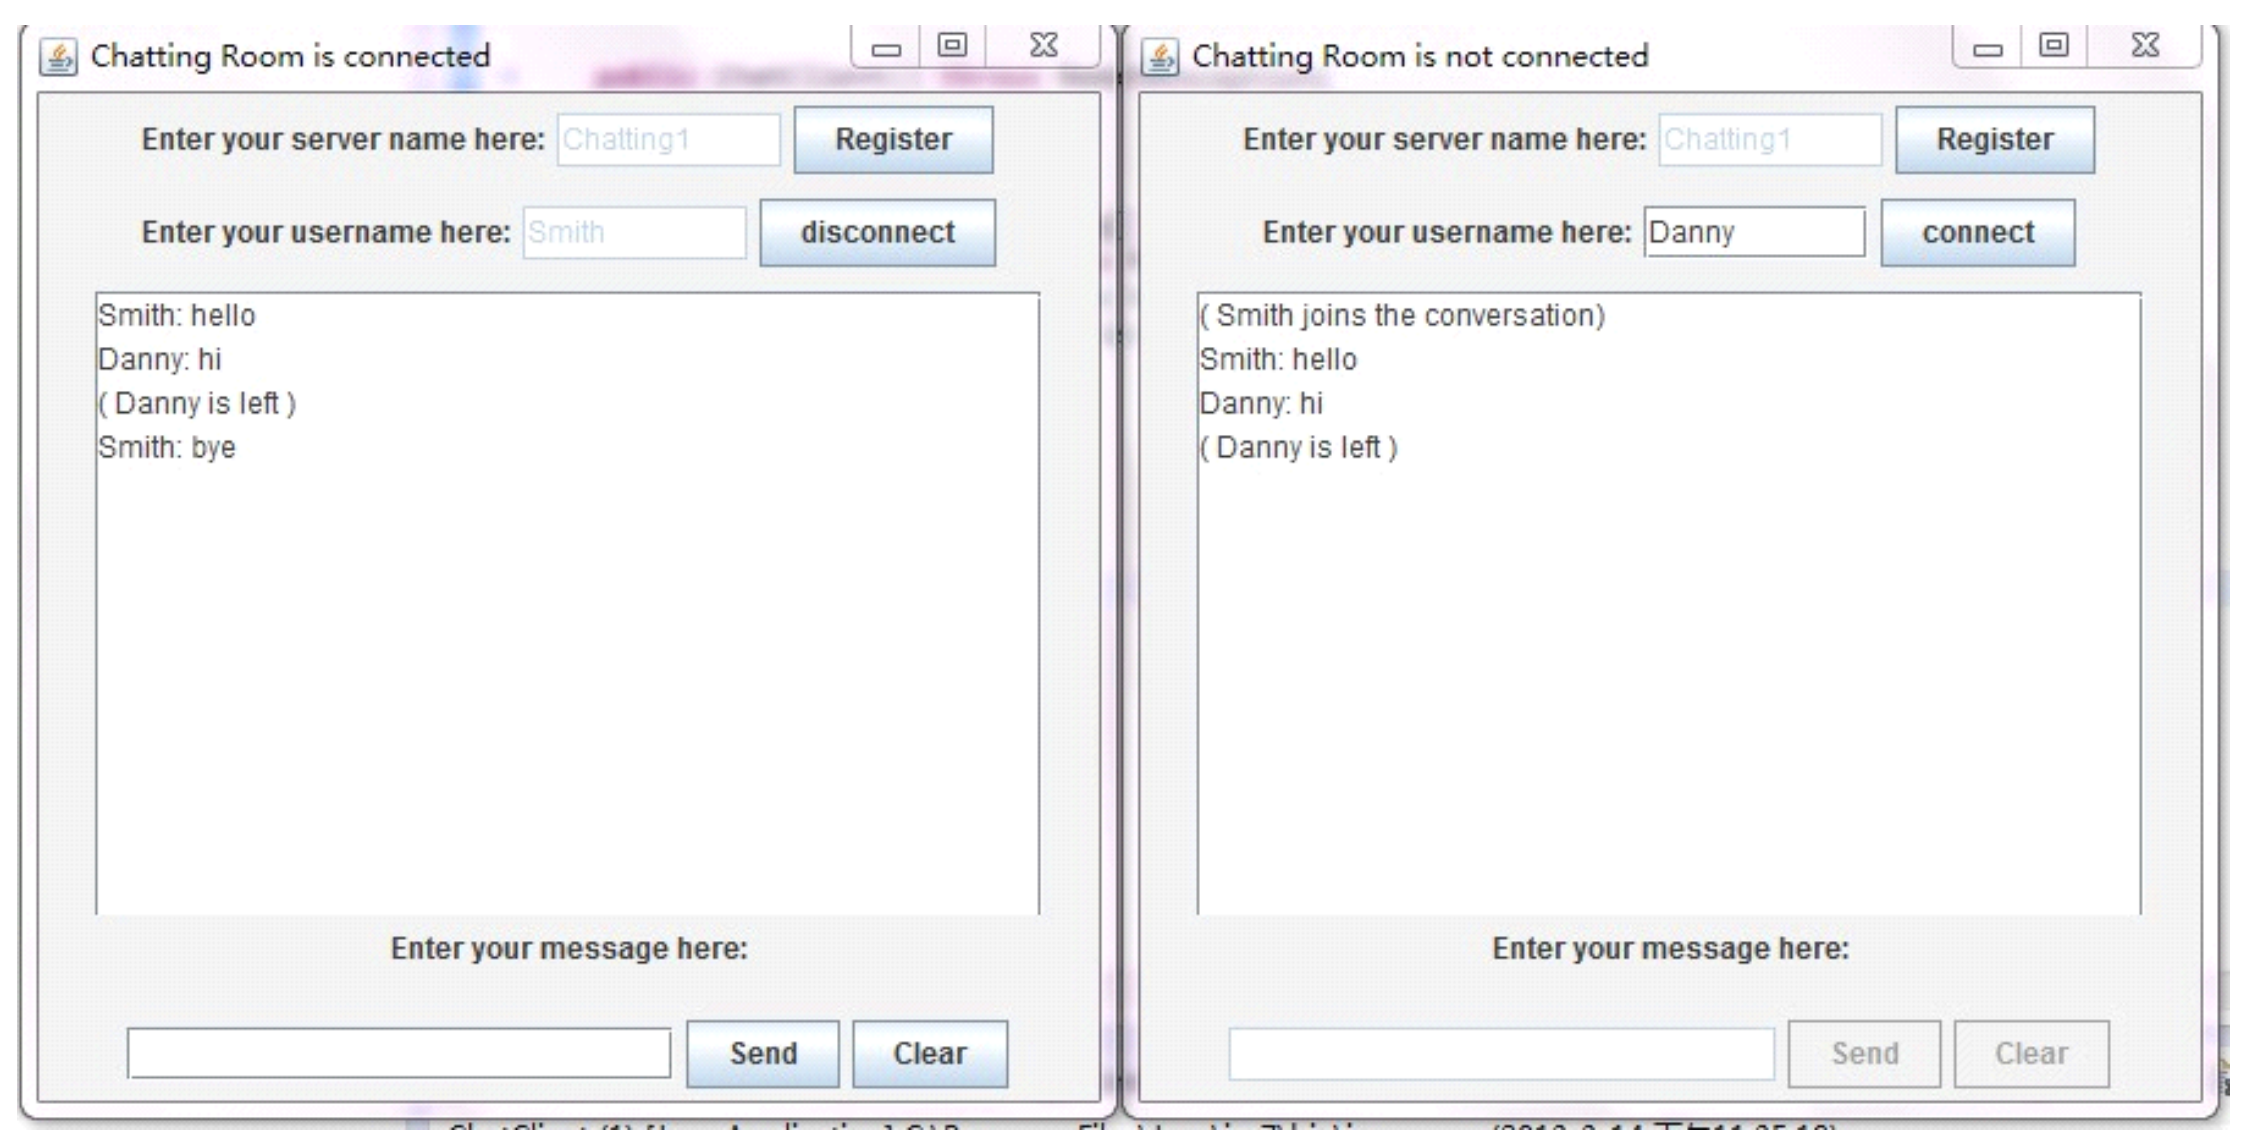 Chatting Room is connected
Enter your server name here: Chatting1 Register
Enter your username here: Smith disconnect
Smith: hello
Danny: hi
( Danny is left )
Smith: bye
Enter your message here:
Send Clear
Chatting Room is not connected
Enter your server name here: Chatting1 Register
Enter your username here: Danny connect
( Smith joins the conversation)
Smith: hello
Danny: hi
( Danny is left )
Enter your message here:
Send Clear